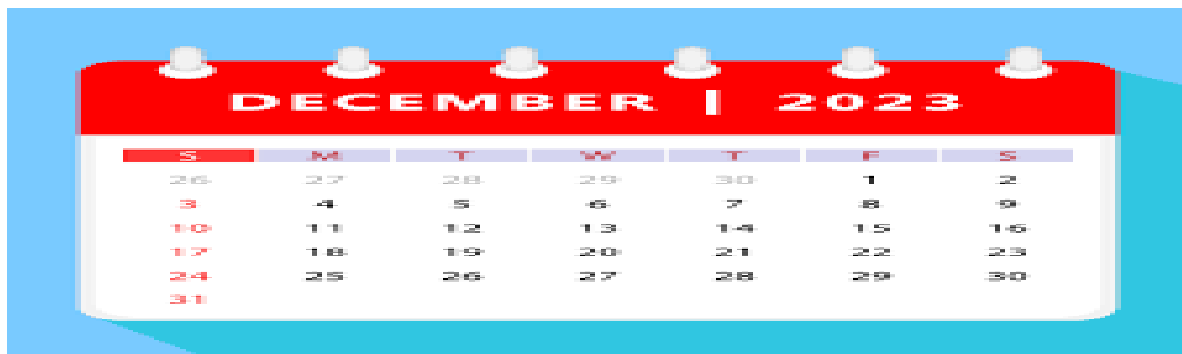 DECEMBER | 2023
S M T W T F S
26 27 28 29 30 1 2
3 4 5 6 7 8 9
10 11 12 13 14 15 16
17 18 19 20 21 22 23
24 25 26 27 28 29 30
31